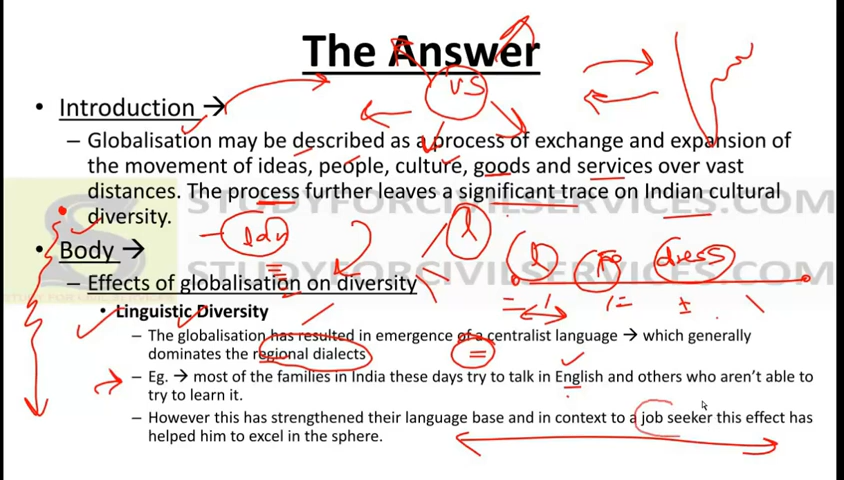 The Answer
• Introduction →
– Globalisation may be described as a process of exchange and expansion of
the movement of ideas, people, culture, goods and services over vast
distances. The process further leaves a significant trace on Indian cultural
diversity.
STUDYFORCIVILSERVICES.COM
• Body →
STUDYFORCIVILSERVICES.COM
– Effects of globalisation on diversity
• Linguistic Diversity
– The globalisation has resulted in emergence of a centralist language → which generally
dominates the regional dialects
– Eg. → most of the families in India these days try to talk in English and others who aren't able to
try to learn it.
– However this has strengthened their language base and in context to a job seeker this effect has
helped him to excel in the sphere.
VS
dress